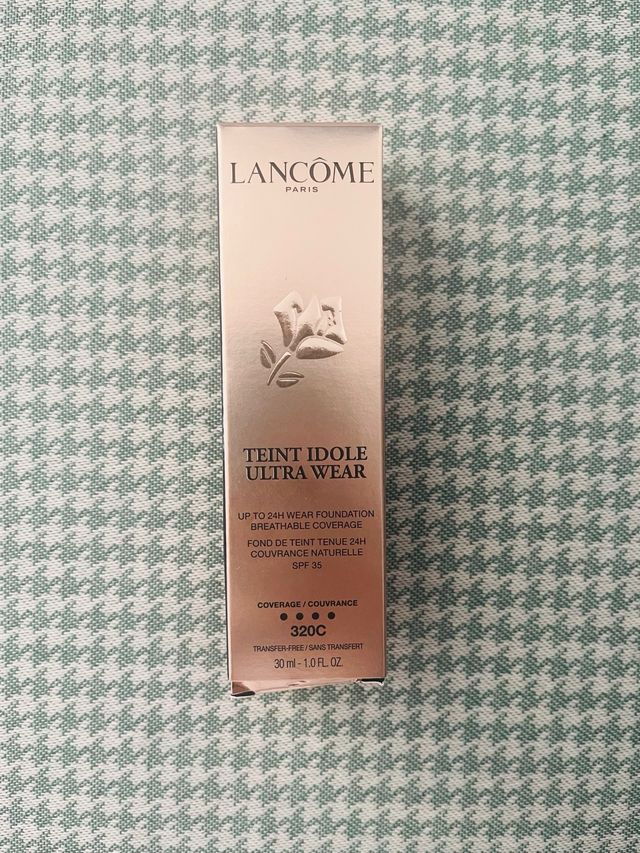 LANCÔME
PARIS
TEINT IDOLE
ULTRA WEAR
UP TO 24H WEAR FOUNDATION
BREATHABLE COVERAGE
FOND DE TEINT TENUE 24H
COUVRANCE NATURELLE
SPF 35
COVERAGE / COUVRANCE
● ● ● ●
320C
TRANSFER-FREE / SANS TRANSFERT
30 ml - 1.0 FL. OZ.